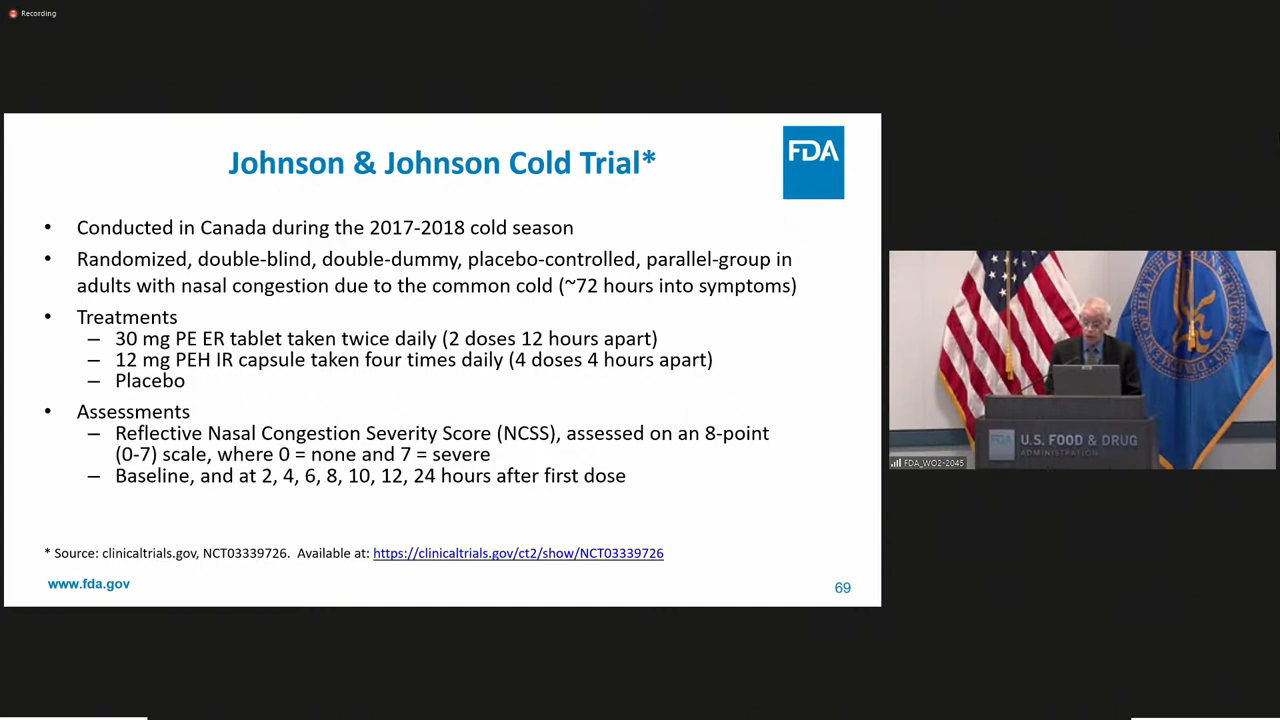 Recording
Johnson & Johnson Cold Trial*
FDA
• Conducted in Canada during the 2017-2018 cold season
• Randomized, double-blind, double-dummy, placebo-controlled, parallel-group in
adults with nasal congestion due to the common cold (~72 hours into symptoms)
• Treatments
– 30 mg PE ER tablet taken twice daily (2 doses 12 hours apart)
– 12 mg PEH IR capsule taken four times daily (4 doses 4 hours apart)
– Placebo
• Assessments
– Reflective Nasal Congestion Severity Score (NCSS), assessed on an 8-point
(0-7) scale, where 0 = none and 7 = severe
– Baseline, and at 2, 4, 6, 8, 10, 12, 24 hours after first dose
* Source: clinicaltrials.gov, NCT03339726. Available at: https://clinicaltrials.gov/ct2/show/NCT03339726
www.fda.gov
69
FDA
U.S. FOOD & DRUG
ADMINISTRATION
FDA_WO2-2045